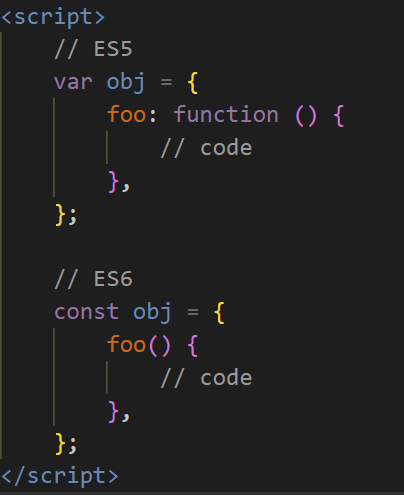 <script>
    // ES5
    var obj = {
        foo: function () {
            // code
        },
    };

    // ES6
    const obj = {
        foo() {
            // code
        },
    };
</script>